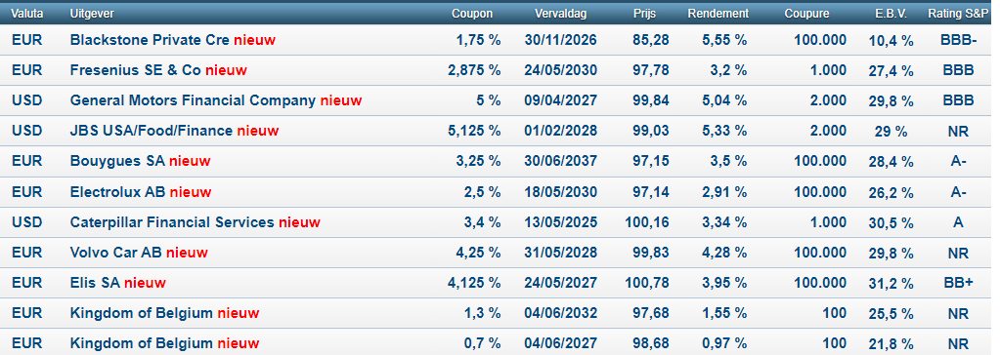 Valuta Uitgever Coupon Vervaldag Prijs Rendement Coupure E.B.V. Rating S&P
EUR Blackstone Private Cre nieuw 1,75 % 30/11/2026 85,28 5,55 % 100.000 10,4 % BBB-
EUR Fresenius SE & Co nieuw 2,875 % 24/05/2030 97,78 3,2 % 1.000 27,4 % BBB
USD General Motors Financial Company nieuw 5 % 09/04/2027 99,84 5,04 % 2.000 29,8 % BBB
USD JBS USA/Food/Finance nieuw 5,125 % 01/02/2028 99,03 5,33 % 2.000 29 % NR
EUR Bouygues SA nieuw 3,25 % 30/06/2037 97,15 3,5 % 100.000 28,4 % A-
EUR Electrolux AB nieuw 2,5 % 18/05/2030 97,14 2,91 % 100.000 26,2 % A-
USD Caterpillar Financial Services nieuw 3,4 % 13/05/2025 100,16 3,34 % 1.000 30,5 % A
EUR Volvo Car AB nieuw 4,25 % 31/05/2028 99,83 4,28 % 100.000 29,8 % NR
EUR Elis SA nieuw 4,125 % 24/05/2027 100,78 3,95 % 100.000 31,2 % BB+
EUR Kingdom of Belgium nieuw 1,3 % 04/06/2032 97,68 1,55 % 100 25,5 % NR
EUR Kingdom of Belgium nieuw 0,7 % 04/06/2027 98,68 0,97 % 100 21,8 % NR